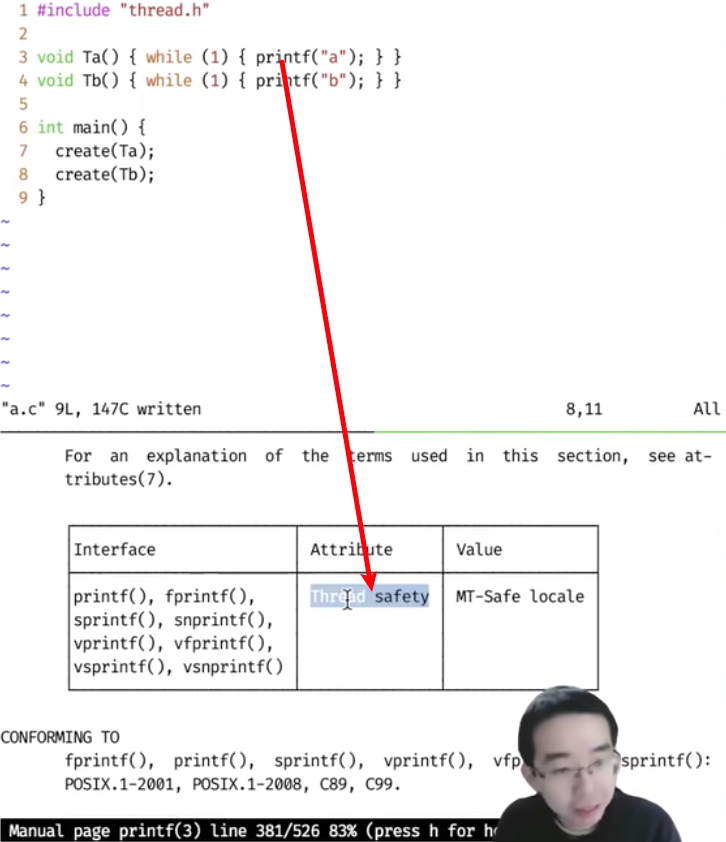 1 #include "thread.h"
2
3 void Ta() { while (1) { printf("a"); } }
4 void Tb() { while (1) { printf("b"); } }
5
6 int main() {
7   create(Ta);
8   create(Tb);
9 }
~
~
~
~
~
~
~
~
"a.c" 9L, 147C written 8,11 All
For an explanation of the terms used in this section, see at-
tributes(7).
Interface Attribute Value
printf(), fprintf(), Thread safety MT-Safe locale
sprintf(), snprintf(),
vprintf(), vfprintf(),
vsprintf(), vsnprintf()
CONFORMING TO
fprintf(), printf(), sprintf(), vprintf(), sprintf():
POSIX.1-2001, POSIX.1-2008, C89, C99.
Manual page printf(3) line 381/526 83% (press h for